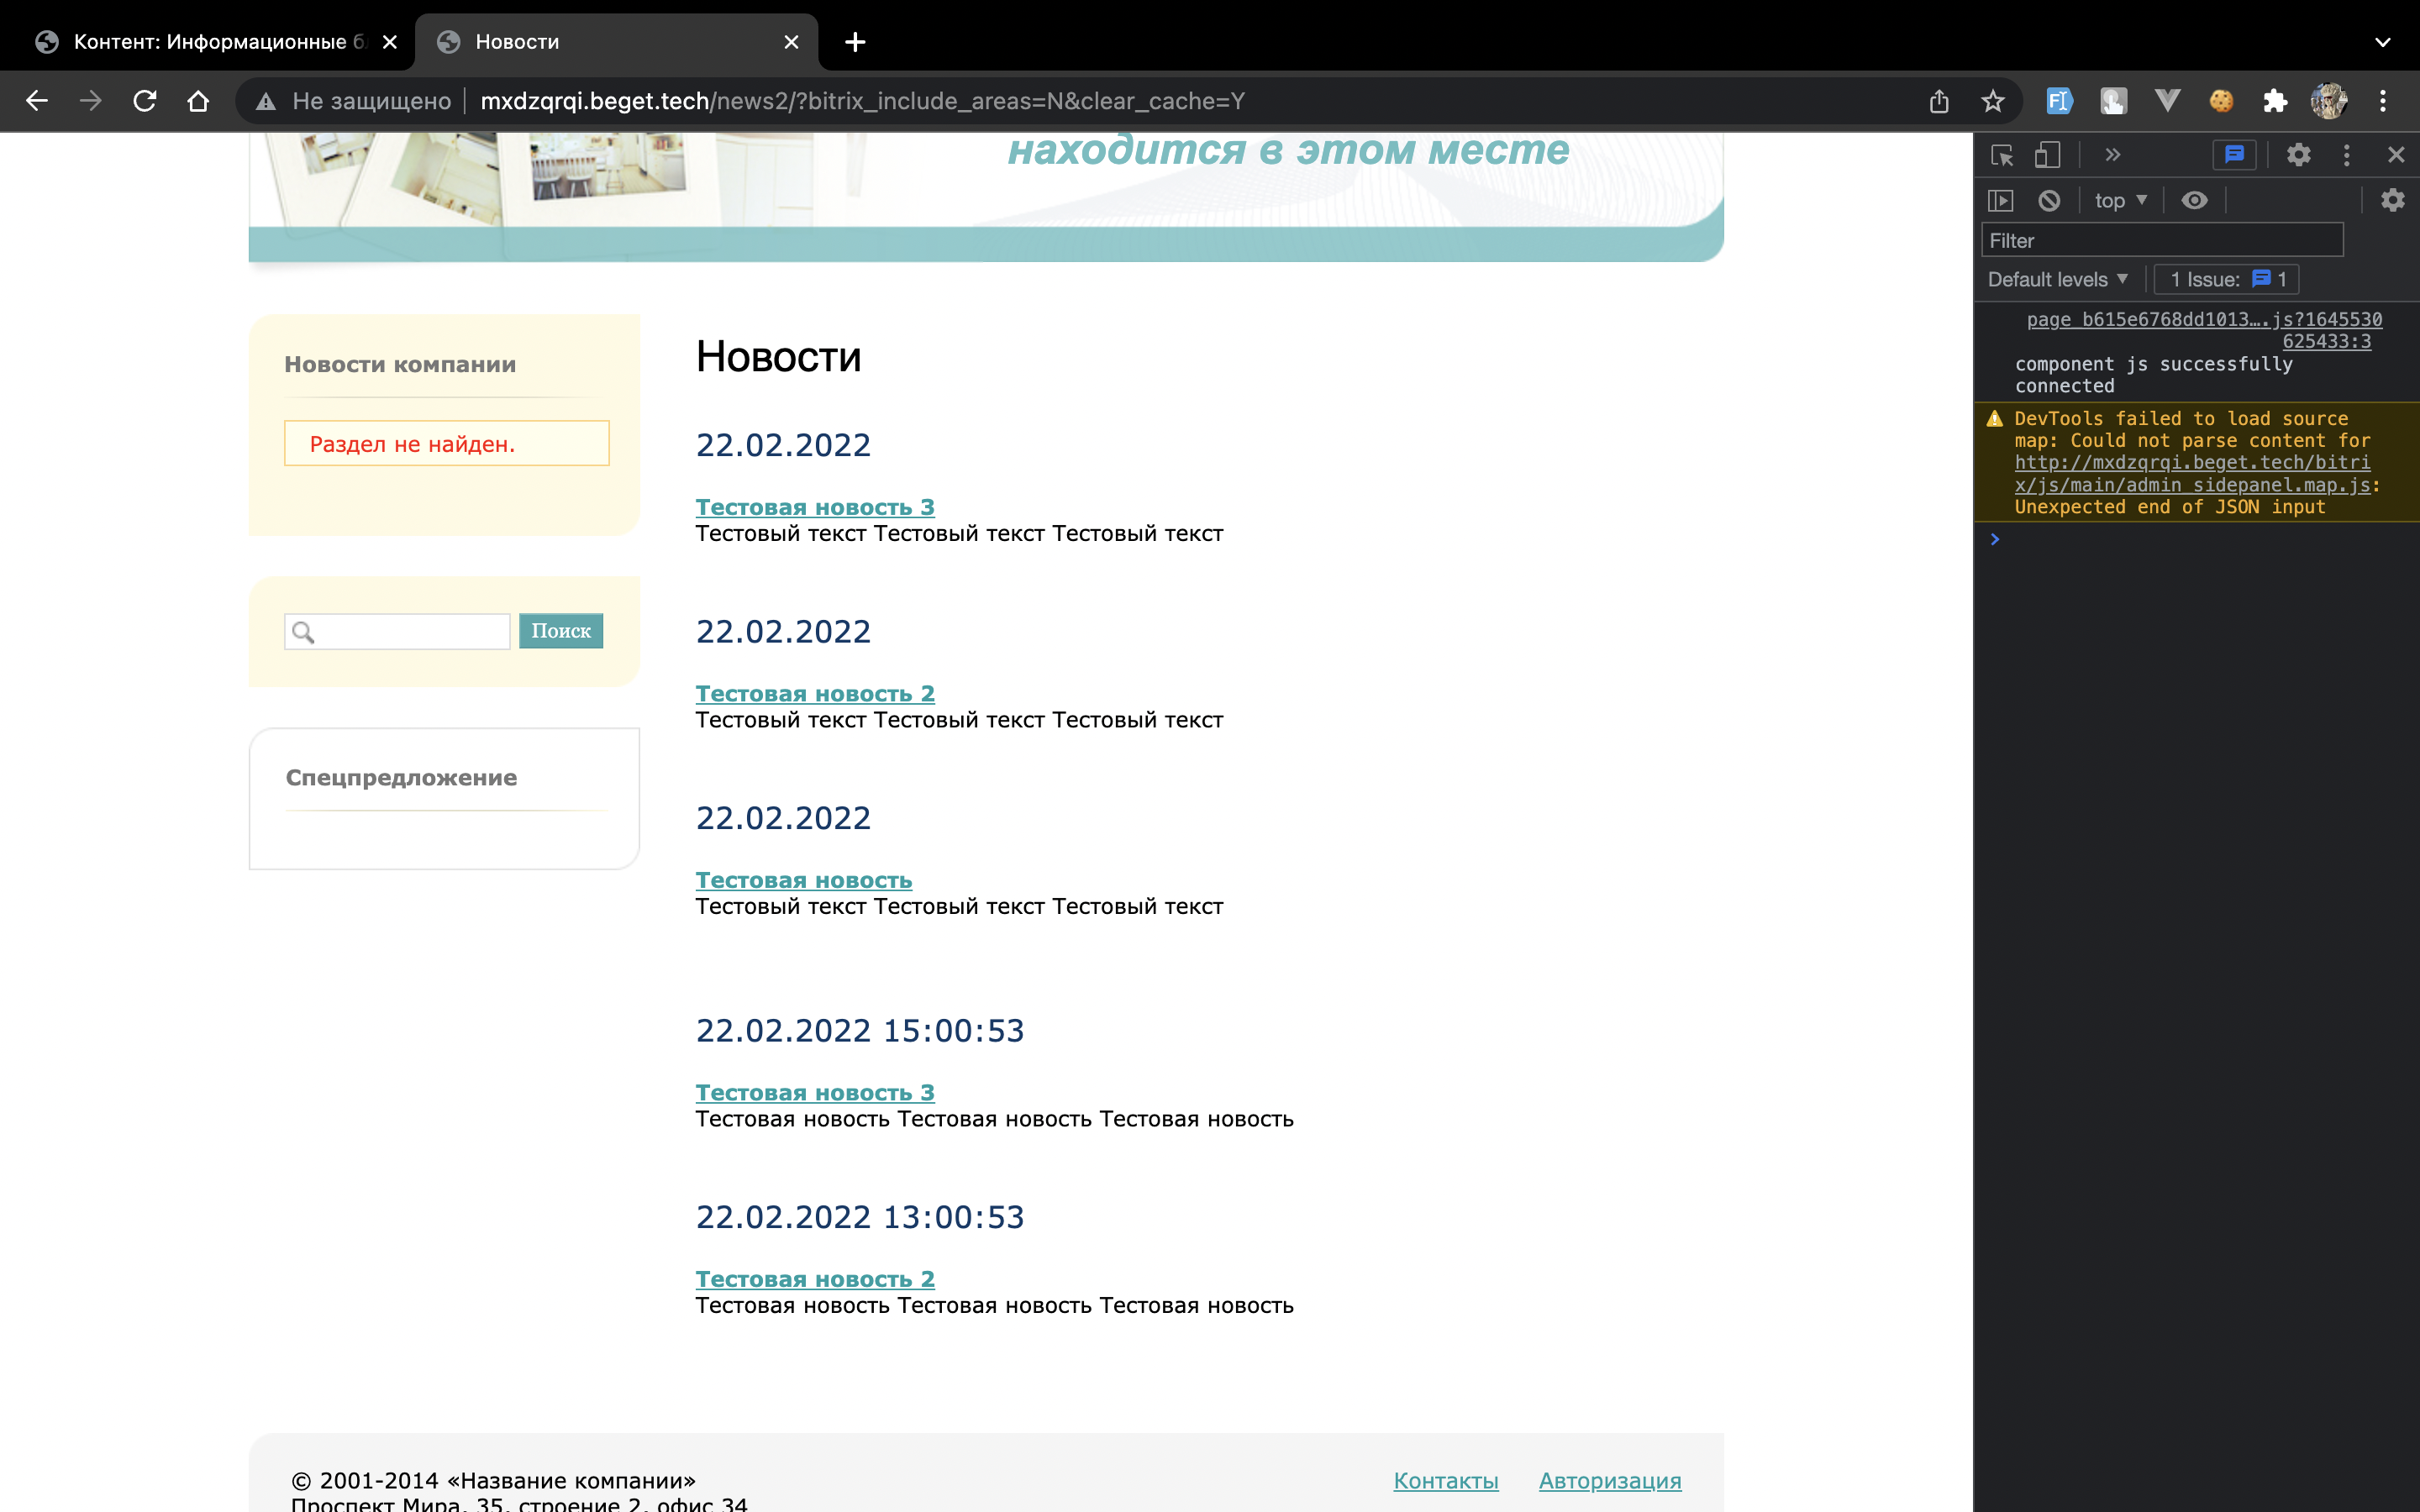 Контент: Информационные б
Новости
Не защищено
mxdzqrqi.beget.tech/news2/?bitrix_include_areas=N&clear_cache=Y
находится в этом месте
Новости компании
Раздел не найден.
Поиск
Спецпредложение
Новости
22.02.2022
Тестовая новость 3
Тестовый текст Тестовый текст Тестовый текст
22.02.2022
Тестовая новость 2
Тестовый текст Тестовый текст Тестовый текст
22.02.2022
Тестовая новость
Тестовый текст Тестовый текст Тестовый текст
22.02.2022 15:00:53
Тестовая новость 3
Тестовая новость Тестовая новость Тестовая новость
22.02.2022 13:00:53
Тестовая новость 2
Тестовая новость Тестовая новость Тестовая новость
© 2001-2014 «Название компании»
Проспект Мира, 35, строение 2, офис 34
Контакты
Авторизация
top
Filter
Default levels
1 Issue: 1
page_b615e6768dd1013….js?1645530
625433:3
component js successfully
connected
DevTools failed to load source
map: Could not parse content for
http://mxdzqrqi.beget.tech/bitri
x/js/main/admin_sidepanel.map.js:
Unexpected end of JSON input